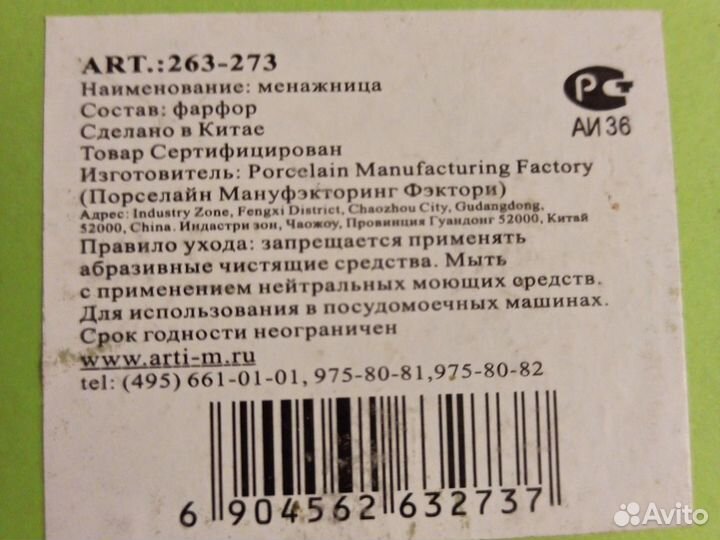 ART.:263-273
Наименование: менажница
Состав: фарфор
Сделано в Китае
Товар Сертифицирован
Изготовитель: Porcelain Manufacturing Factory
(Порселайн Мануфэкторинг Фэктори)
Адрес: Industry Zone, Fengxi District, Chaozhou City, Gudangdong,
52000, China. Индастри зон, Чаожоу, Провинция Гуандонг 52000, Китай
Правило ухода: запрещается применять
абразивные чистящие средства. Мыть
с применением нейтральных моющих средств.
Для использования в посудомоечных машинах.
Срок годности неограничен
www.arti-m.ru
tel: (495) 661-01-01, 975-80-81,975-80-82
6 904562 632737
РСТ
АИ 36
Avito